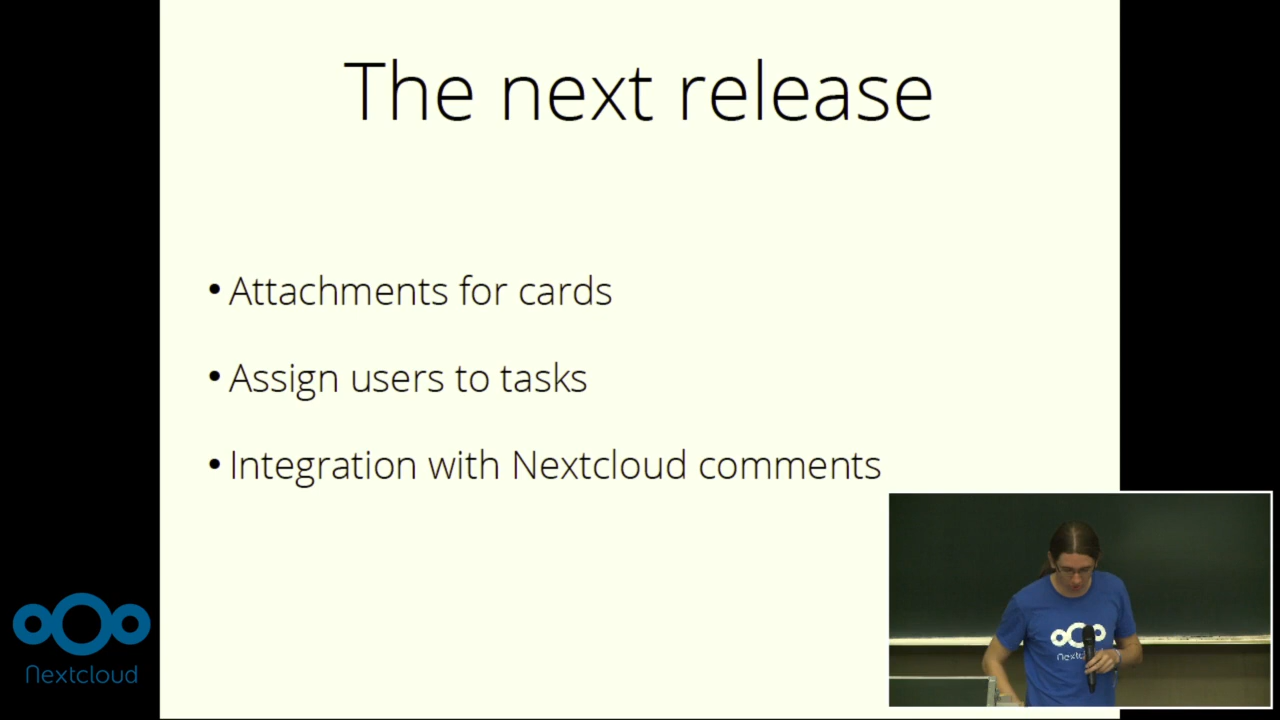 The next release
• Attachments for cards
• Assign users to tasks
• Integration with Nextcloud comments
Nextcloud